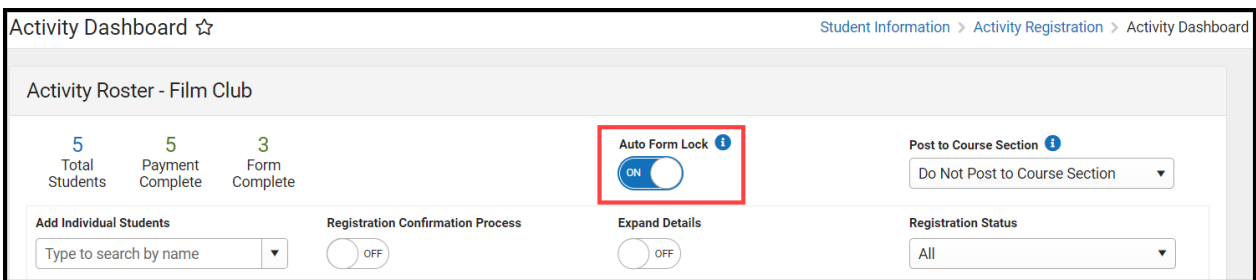 Activity Dashboard
Student Information > Activity Registration > Activity Dashboard
Activity Roster - Film Club
5
Total
Students
5
Payment
Complete
3
Form
Complete
Auto Form Lock
ON
Post to Course Section
Do Not Post to Course Section
Add Individual Students
Type to search by name
Registration Confirmation Process
OFF
Expand Details
OFF
Registration Status
All